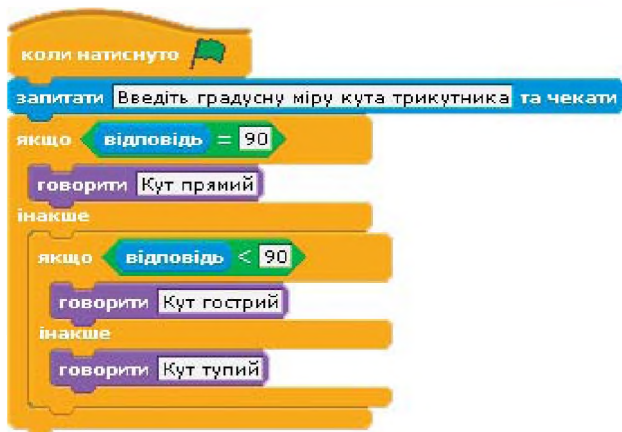 коли натиснуто
запитати Введіть градусну міру кута трикутника та чекати
якщо відповідь = 90
говорити Кут прямий
інакше
якщо відповідь < 90
говорити Кут гострий
інакше
говорити Кут тупий